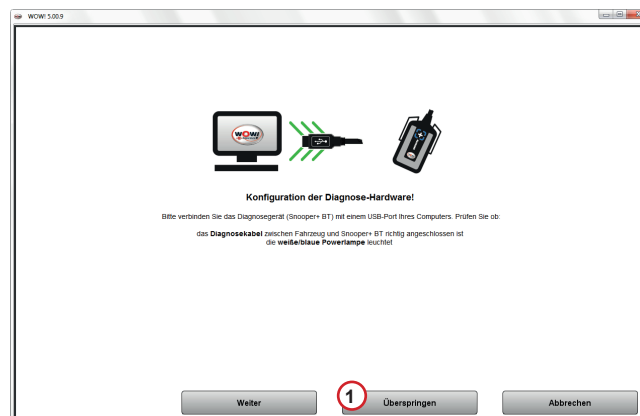 WOW! 5.00.9
WOW!
Konfiguration der Diagnose-Hardware!
Bitte verbinden Sie das Diagnosegerät (Snooper+ BT) mit einem USB-Port Ihres Computers. Prüfen Sie ob:
das Diagnosekabel zwischen Fahrzeug und Snooper+ BT richtig angeschlossen ist
die weiße/blaue Powerlampe leuchtet
Weiter
1
Überspringen
Abbrechen